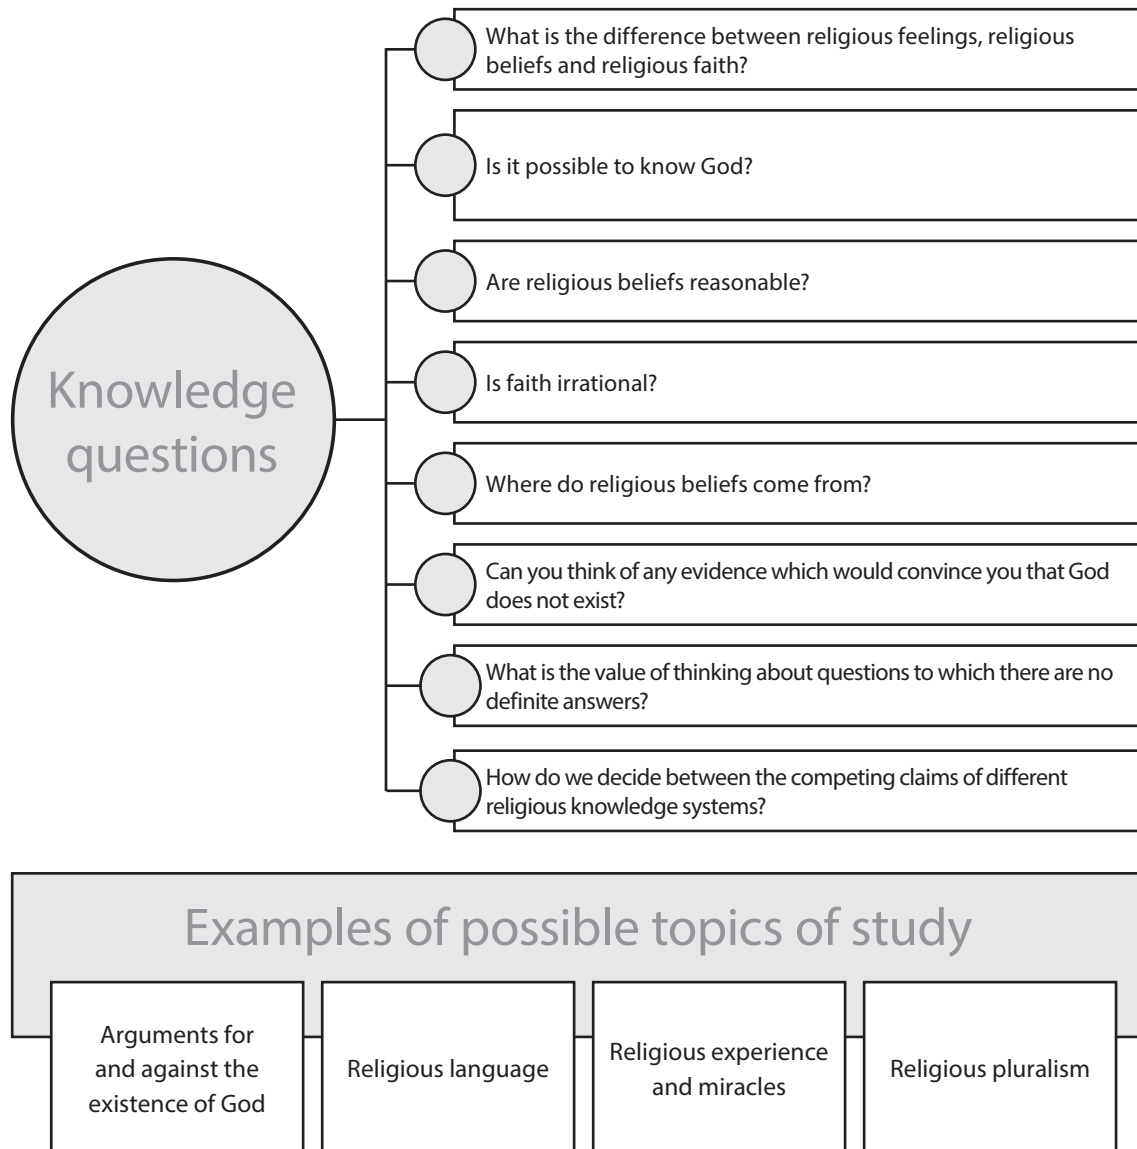 What is the difference between religious feelings, religious
beliefs and religious faith?
Is it possible to know God?
Are religious beliefs reasonable?
Knowledge
questions
Is faith irrational?
Where do religious beliefs come from?
Can you think of any evidence which would convince you that God
does not exist?
What is the value of thinking about questions to which there are no
definite answers?
How do we decide between the competing claims of different
religious knowledge systems?
Examples of possible topics of study
Arguments for
and against the
existence of God
Religious language
Religious experience
and miracles
Religious pluralism